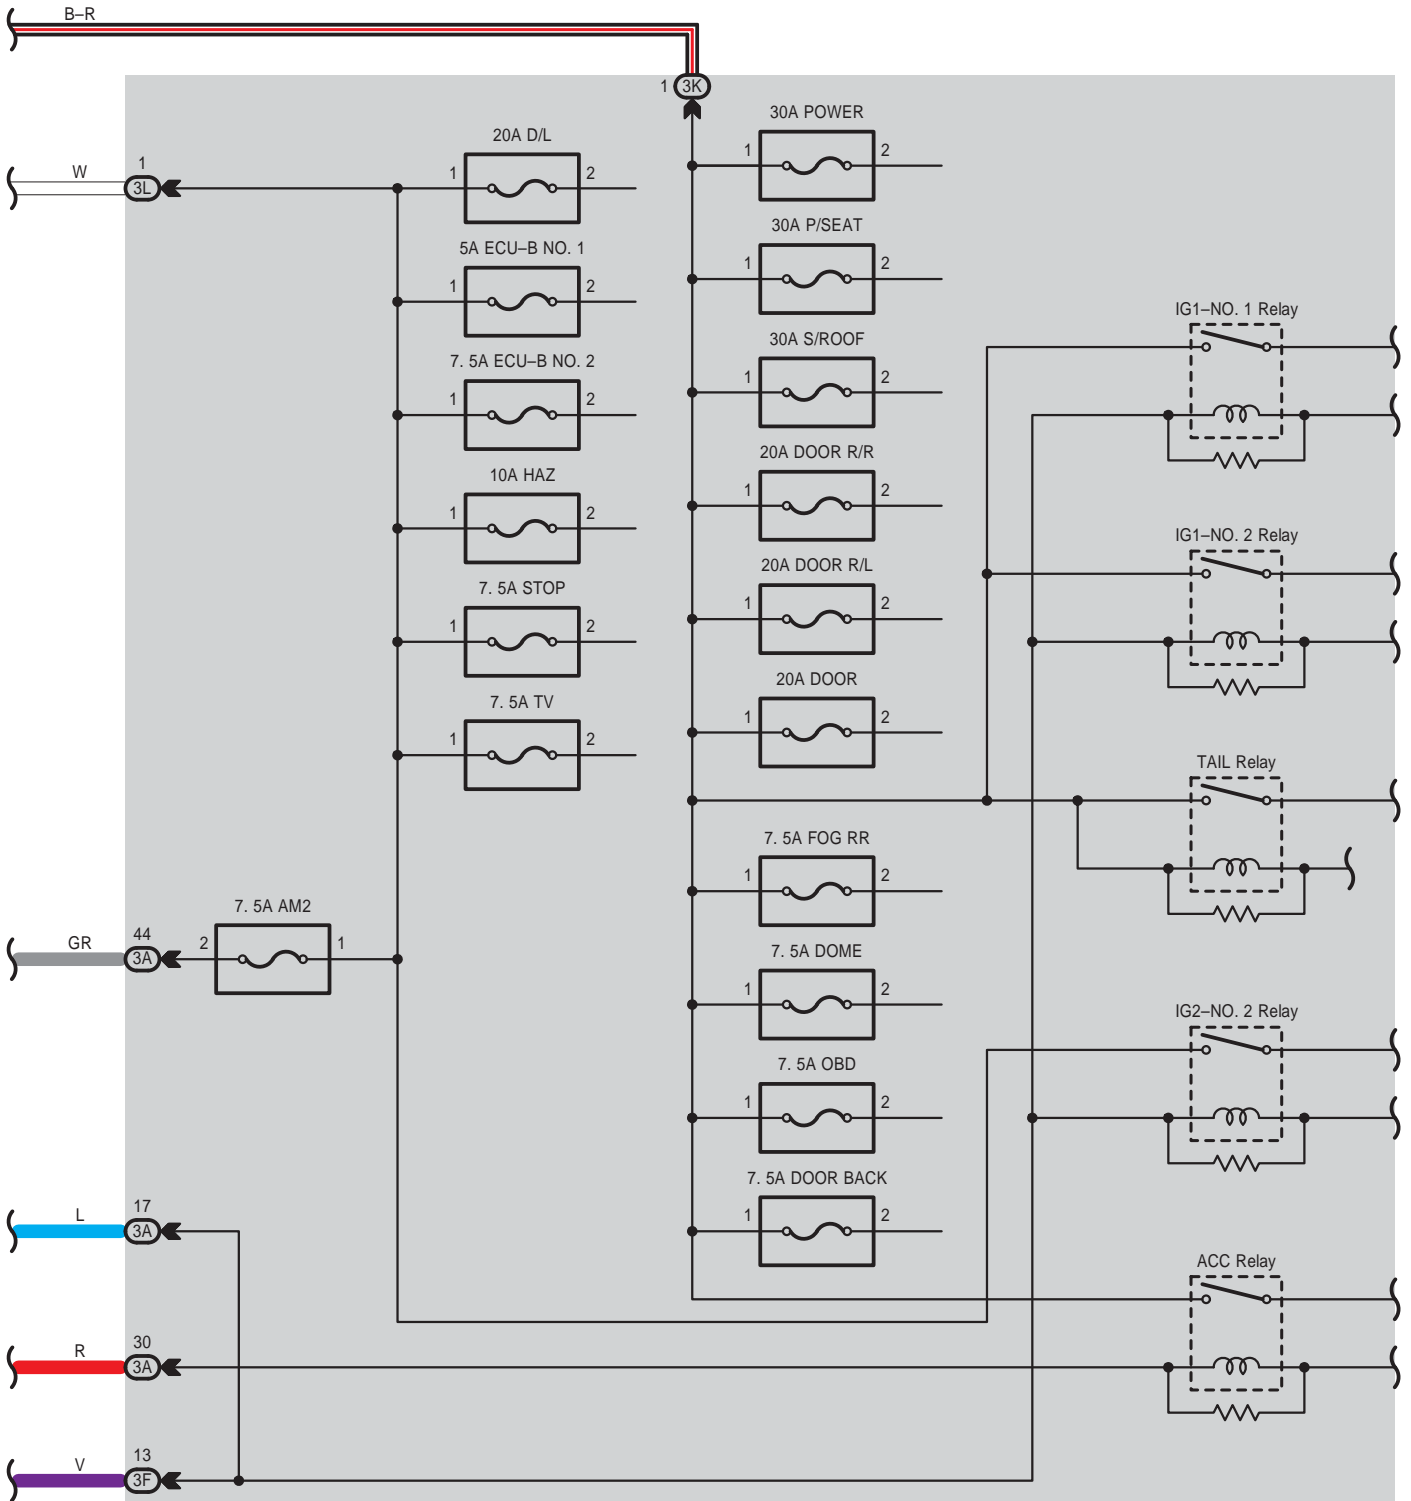 B–R
1 3K
30A POWER
1 2
20A D/L
1 2
W
1
3L
30A P/SEAT
1 2
5A ECU–B NO. 1
1 2
IG1–NO. 1 Relay
30A S/ROOF
1 2
7. 5A ECU–B NO. 2
1 2
20A DOOR R/R
1 2
10A HAZ
1 2
IG1–NO. 2 Relay
20A DOOR R/L
1 2
7. 5A STOP
1 2
20A DOOR
1 2
7. 5A TV
1 2
TAIL Relay
7. 5A FOG RR
1 2
7. 5A AM2
2 1
GR
44
3A
7. 5A DOME
1 2
IG2–NO. 2 Relay
7. 5A OBD
1 2
7. 5A DOOR BACK
1 2
L
17
3A
ACC Relay
R
30
3A
V
13
3F